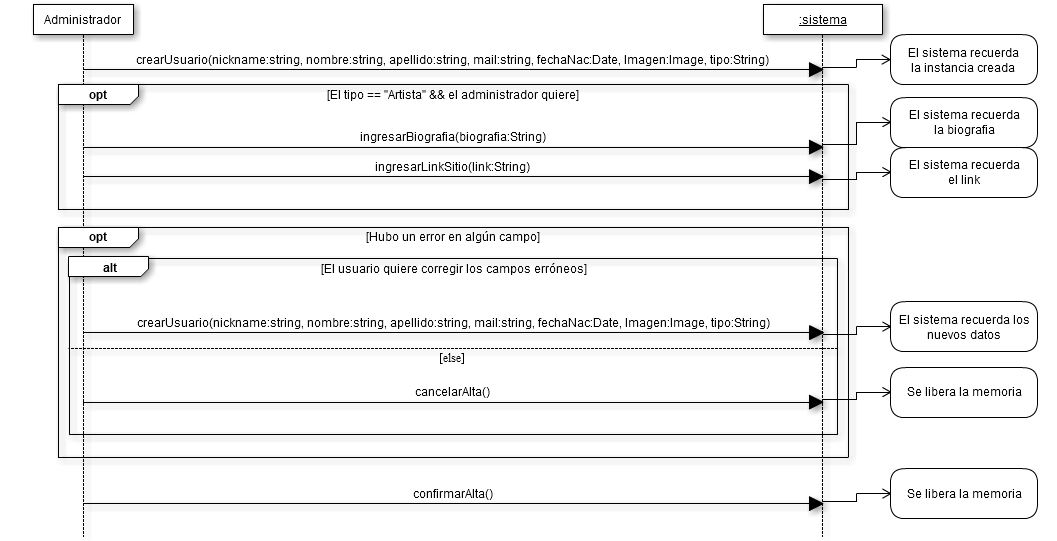 Administrador
:sistema
crearUsuario(nickname:string, nombre:string, apellido:string, mail:string, fechaNac:Date, Imagen:Image, tipo:String)
El sistema recuerda
la instancia creada
opt
[El tipo == "Artista" && el administrador quiere]
ingresarBiografia(biografia:String)
El sistema recuerda
la biografia
ingresarLinkSitio(link:String)
El sistema recuerda
el link
opt
[Hubo un error en algún campo]
alt
[El usuario quiere corregir los campos erróneos]
crearUsuario(nickname:string, nombre:string, apellido:string, mail:string, fechaNac:Date, Imagen:Image, tipo:String)
El sistema recuerda los
nuevos datos
[else]
cancelarAlta()
Se libera la memoria
confirmarAlta()
Se libera la memoria